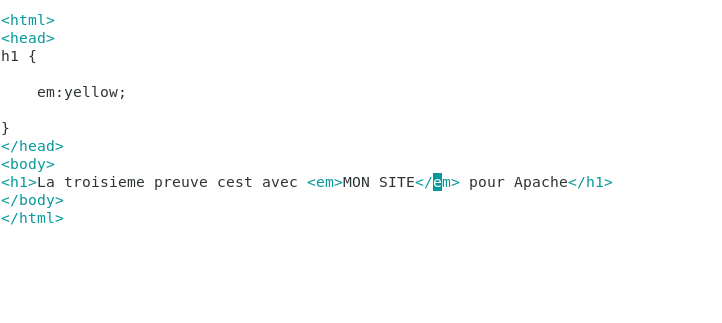 <html>
<head>
h1 {
em:yellow;
}
</head>
<body>
<h1>La troisieme preuve cest avec <em>MON SITE</em> pour Apache</h1>
</body>
</html>